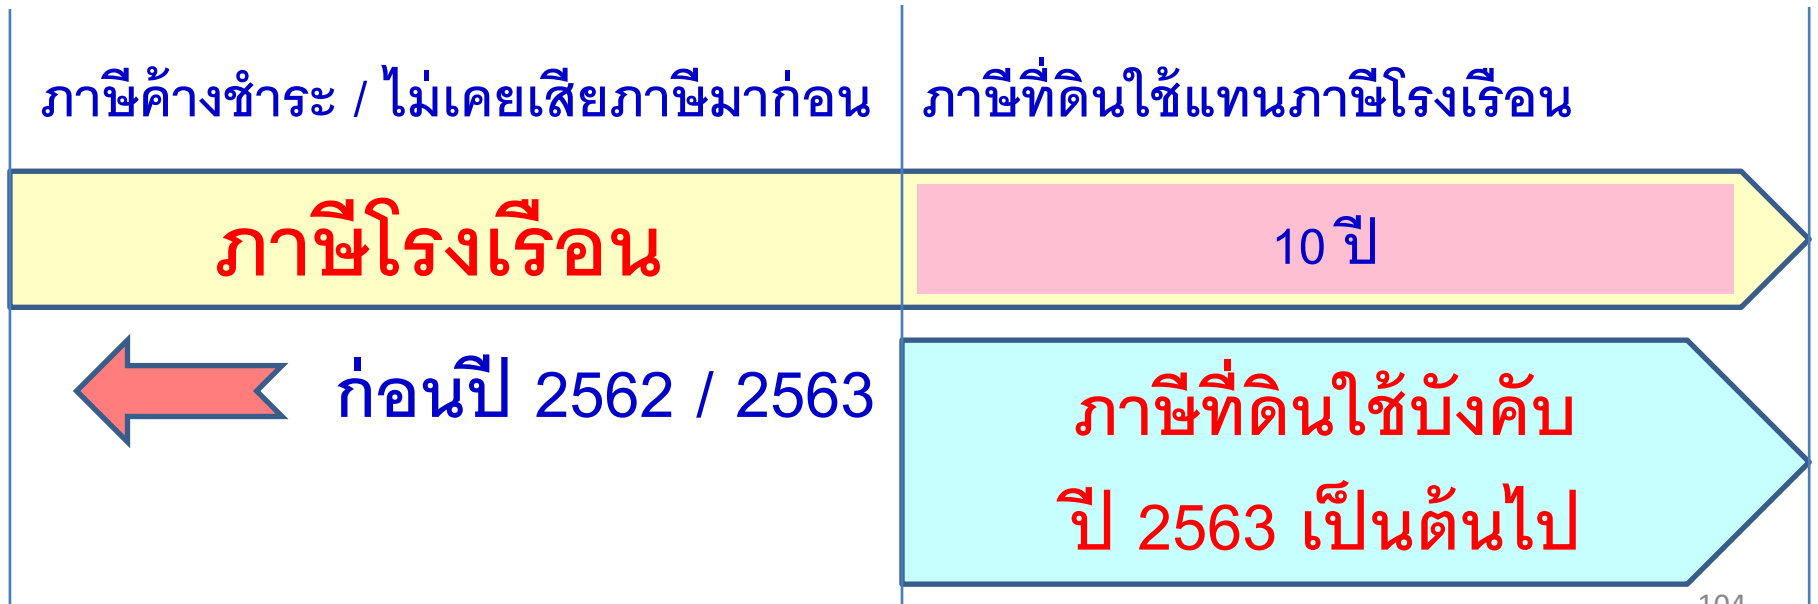 ภาษีค้างชำระ / ไม่เคยเสียภาษีมาก่อน
ภาษีที่ดินใช้แทนภาษีโรงเรือน
ภาษีโรงเรือน
10 ปี
ก่อนปี 2562 / 2563
ภาษีที่ดินใช้บังคับ
ปี 2563 เป็นต้นไป
104